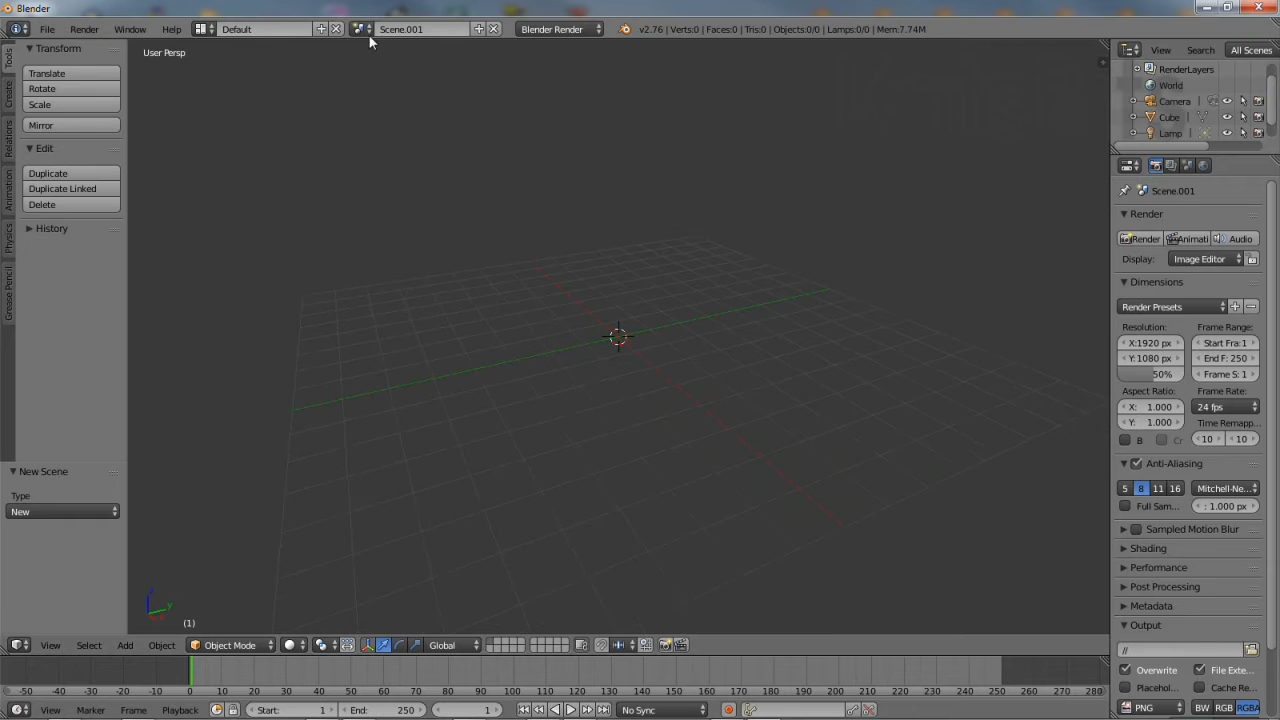 Blender
File Render Window Help Default Scene.001 Blender Render v2.76 | Verts:0 | Faces:0 | Tris:0 | Objects:0/0 | Lamps:0/0 | Mem:7.74M
Tools
Create
Relations
Animation
Physics
Grease Pencil
Transform
Translate
Rotate
Scale
Mirror
Edit
Duplicate
Duplicate Linked
Delete
History
New Scene
Type
New
User Persp
z
y
(1)
View Select Add Object Object Mode Global
-50 -40 -30 -20 -10 0 10 20 30 40 50 60 70 80 90 100 110 120 130 140 150 160 170 180 190 200 210 220 230 240 250 260 270 280
View Marker Frame Playback Start: 1 End: 250 1 No Sync
View Search All Scenes
RenderLayers
World
Camera
Cube
Lamp
Scene.001
Render
Render Animati Audio
Display: Image Editor
Dimensions
Render Presets
Resolution: Frame Range:
X:1920 px Start Fra:1
Y:1080 px End F: 250
50% Frame S: 1
Aspect Ratio: Frame Rate:
X: 1.000 24 fps
Y: 1.000 Time Remapp...
B Cr 10 10
Anti-Aliasing
5 8 11 16 Mitchell-Ne...
Full Sam... : 1.000 px
Sampled Motion Blur
Shading
Performance
Post Processing
Metadata
Output
//
Overwrite File Exte...
Placehol... Cache Re...
PNG BW RGB RGBA